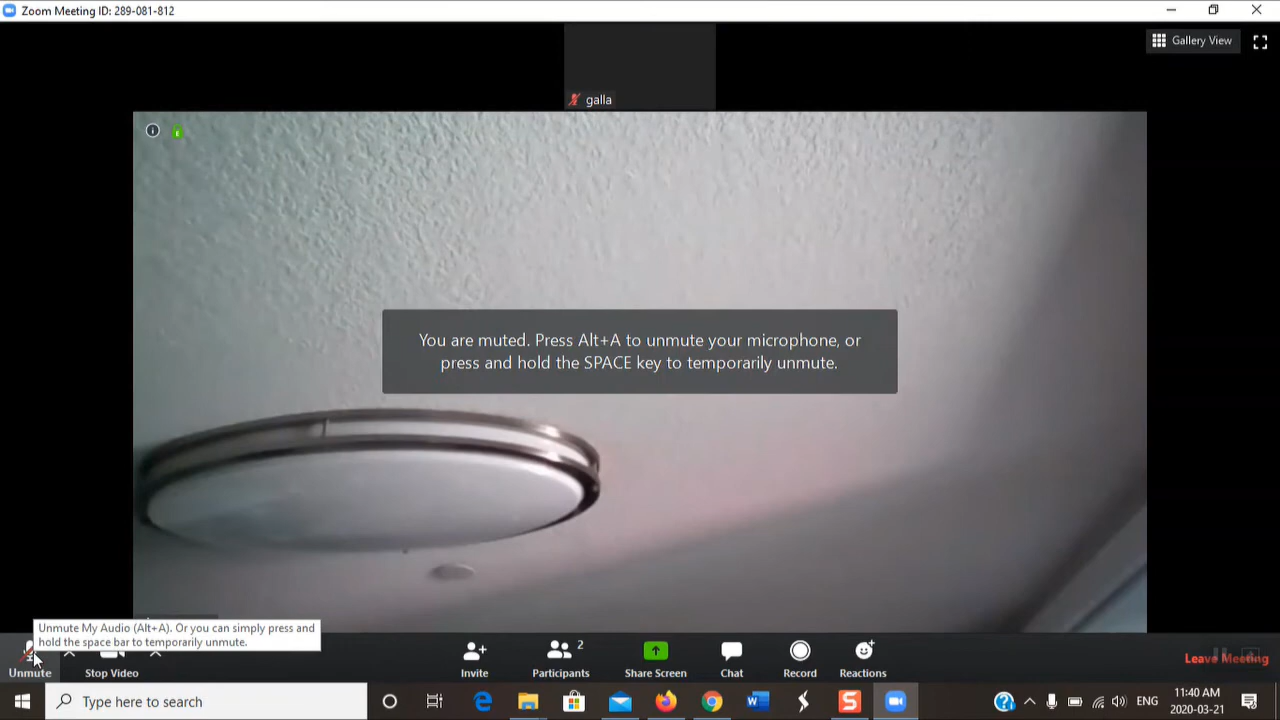 Zoom Meeting ID: 289-081-812
Gallery View
galla
You are muted. Press Alt+A to unmute your microphone, or
press and hold the SPACE key to temporarily unmute.
Unmute My Audio (Alt+A). Or you can simply press and
hold the space bar to temporarily unmute.
Unmute
Stop Video
Invite
Participants 2
Share Screen
Chat
Record
Reactions
Leave Meeting
Type here to search
ENG
11:40 AM
2020-03-21